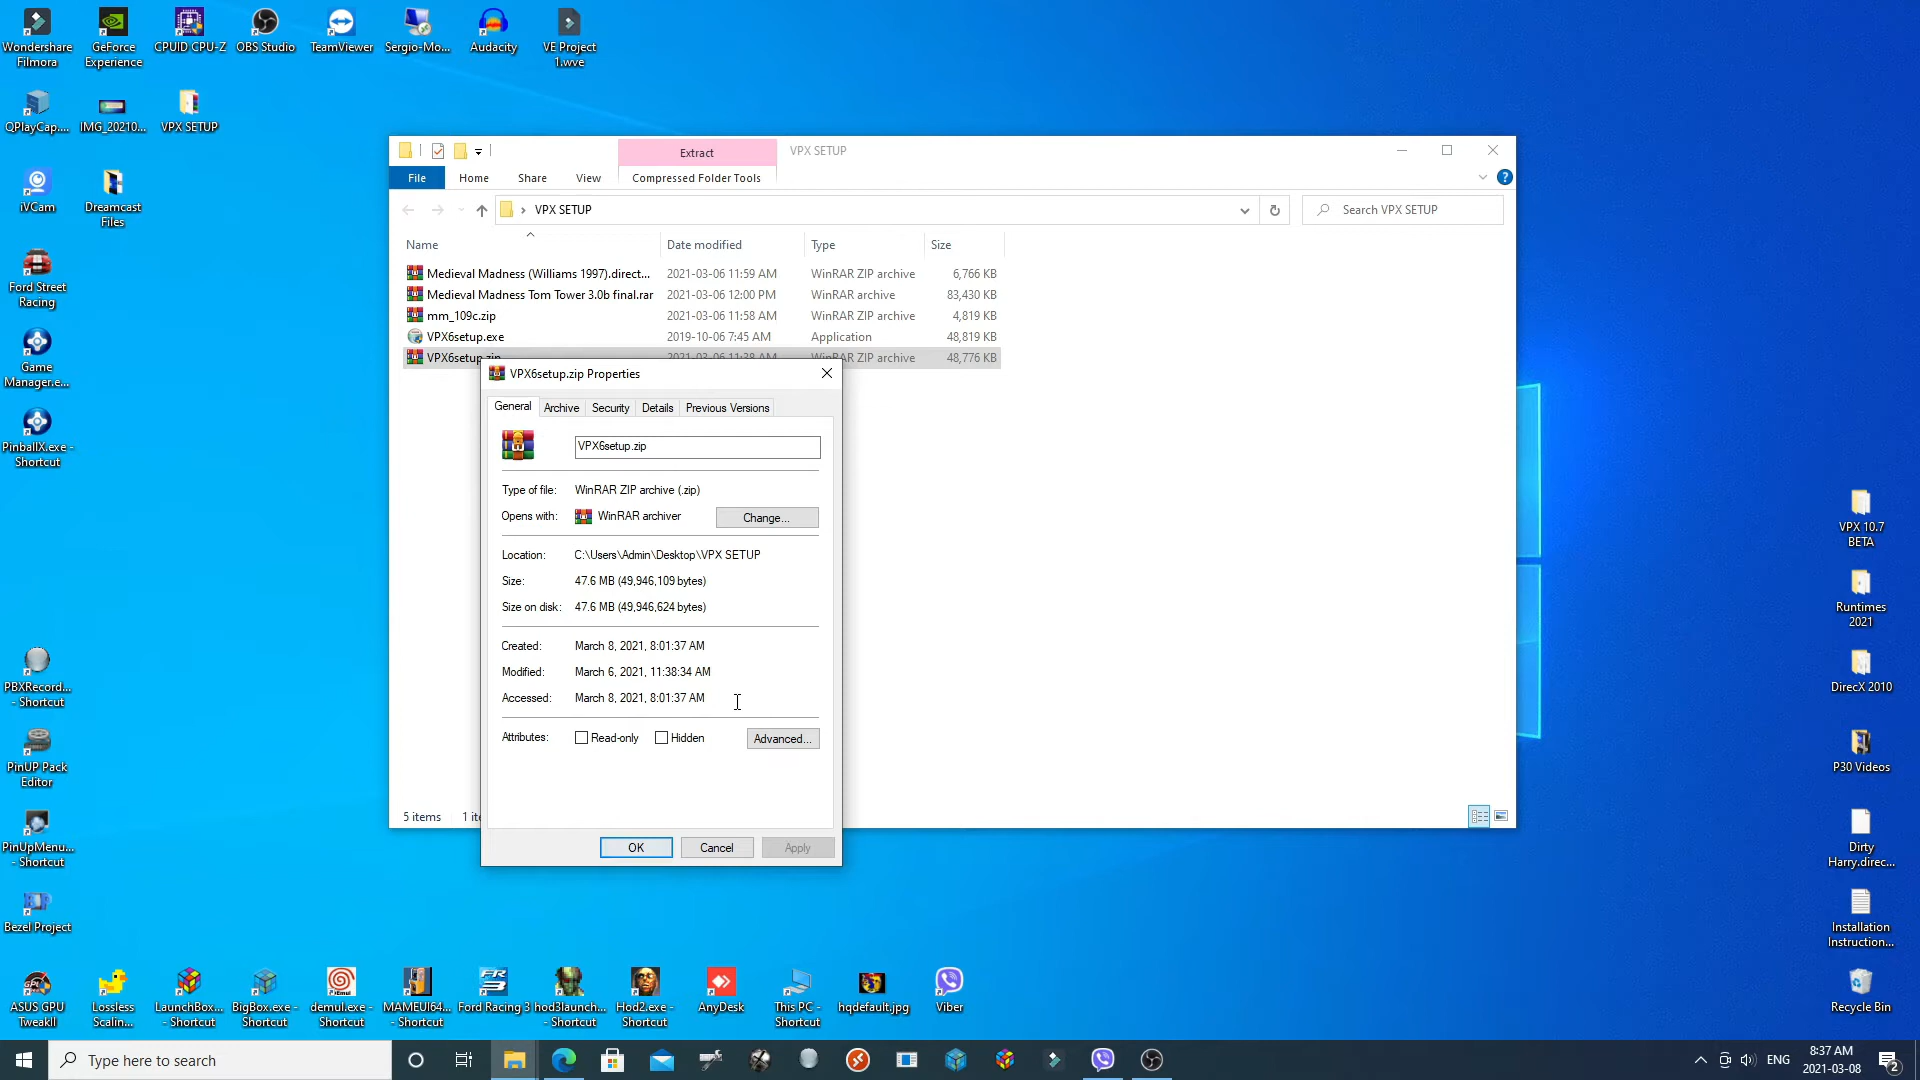 Wondershare
Filmora
GeForce
Experience
CPUID CPU-Z
OBS Studio
TeamViewer
Sergio-Mo...
Audacity
VE Project
1.wve
QPlayCap....
IMG_20210...
VPX SETUP
iVCam
Dreamcast
Files
Ford Street
Racing
Game
Manager.e...
PinballX.exe -
Shortcut
PBXRecord...
- Shortcut
PinUP Pack
Editor
PinUpMenu...
- Shortcut
Bezel Project
Extract
VPX SETUP
File
Home
Share
View
Compressed Folder Tools
VPX SETUP
Search VPX SETUP
Name
Date modified
Type
Size
Medieval Madness (Williams 1997).direct... 2021-03-06 11:59 AM WinRAR ZIP archive 6,766 KB
Medieval Madness Tom Tower 3.0b final.rar 2021-03-06 12:00 PM WinRAR archive 83,430 KB
mm_109c.zip 2021-03-06 11:58 AM WinRAR ZIP archive 4,819 KB
VPX6setup.exe 2019-10-06 7:45 AM Application 48,819 KB
VPX6setup.zip 2021-03-06 11:38 AM WinRAR ZIP archive 48,776 KB
VPX6setup.zip Properties
General
Archive
Security
Details
Previous Versions
VPX6setup.zip
Type of file: WinRAR ZIP archive (.zip)
Opens with: WinRAR archiver Change...
Location: C:\Users\Admin\Desktop\VPX SETUP
Size: 47.6 MB (49,946,109 bytes)
Size on disk: 47.6 MB (49,946,624 bytes)
Created: March 8, 2021, 8:01:37 AM
Modified: March 6, 2021, 11:38:34 AM
Accessed: March 8, 2021, 8:01:37 AM
Attributes: Read-only Hidden Advanced...
5 items
1 ite
OK
Cancel
Apply
VPX 10.7
BETA
Runtimes
2021
DirecX 2010
P30 Videos
Dirty
Harry.direc...
Installation
Instruction...
Recycle Bin
ASUS GPU
TweakII
Lossless
Scalin...
LaunchBox...
- Shortcut
BigBox.exe -
Shortcut
demul.exe -
Shortcut
MAMEUI64...
- Shortcut
Ford Racing 3
hod3launch...
- Shortcut
Hod2.exe -
Shortcut
AnyDesk
This PC -
Shortcut
hqdefault.jpg
Viber
Type here to search
ENG
8:37 AM
2021-03-08
2